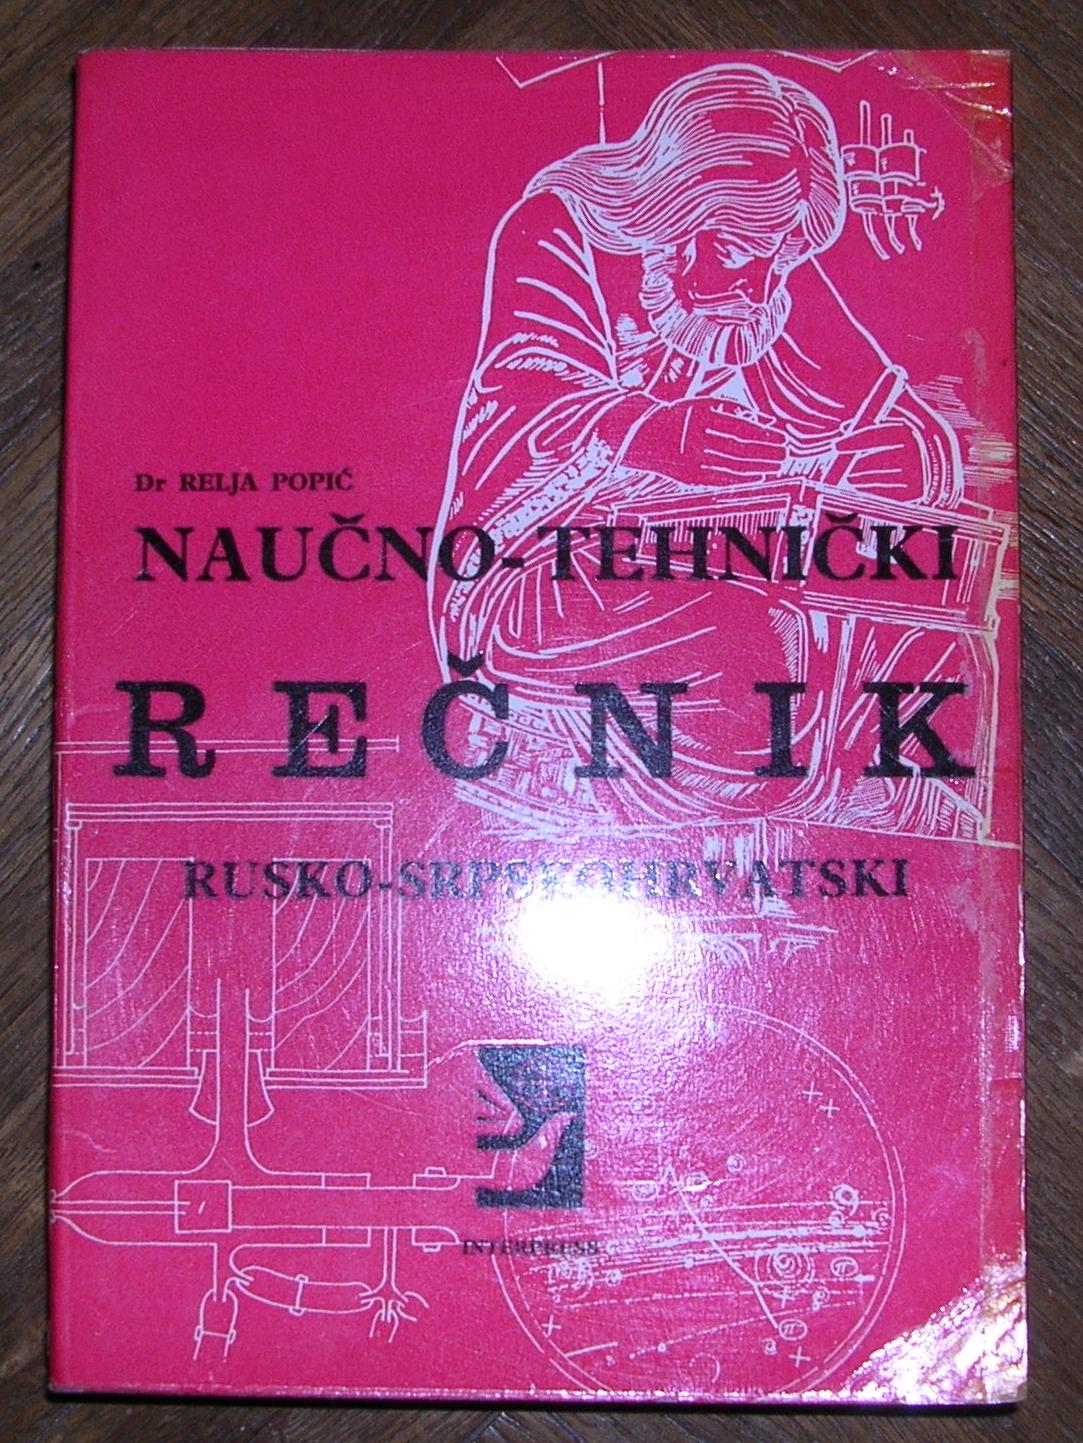 Dr RELJA POPIĆ
NAUČNO-TEHNIČKI
REČNIK
RUSKO-SRPSKOHRVATSKI
INTERPRESS